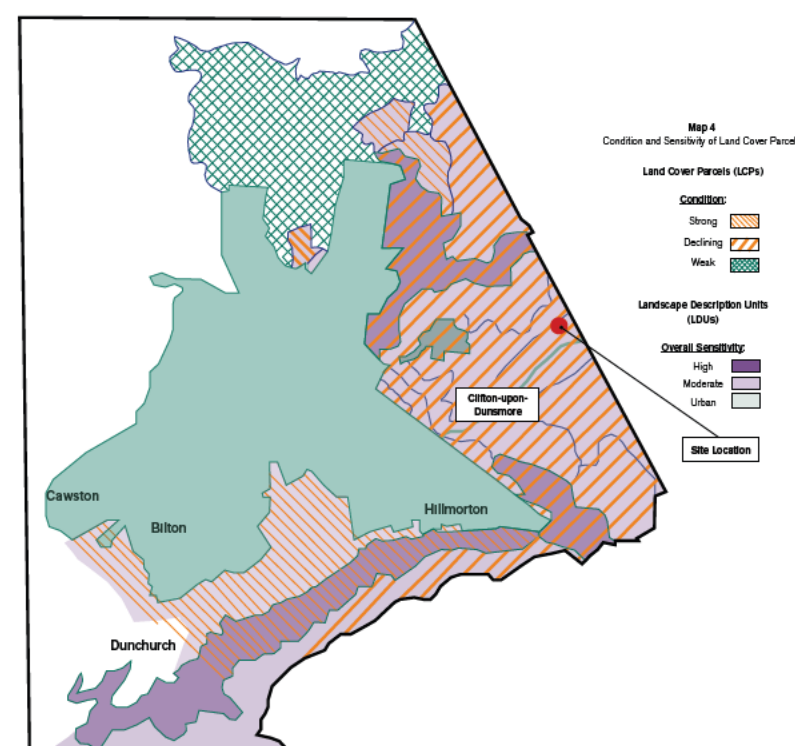 Map 4
Condition and Sensitivity of Land Cover Parcel
Land Cover Parcels (LCPs)
Condition:
Strong
Declining
Weak
Landscape Description Units
(LDUs)
Overall Sensitivity:
High
Moderate
Urban
Clifton-upon-
Dunsmore
Site Location
Cawston
Hillmorton
Bilton
Dunchurch